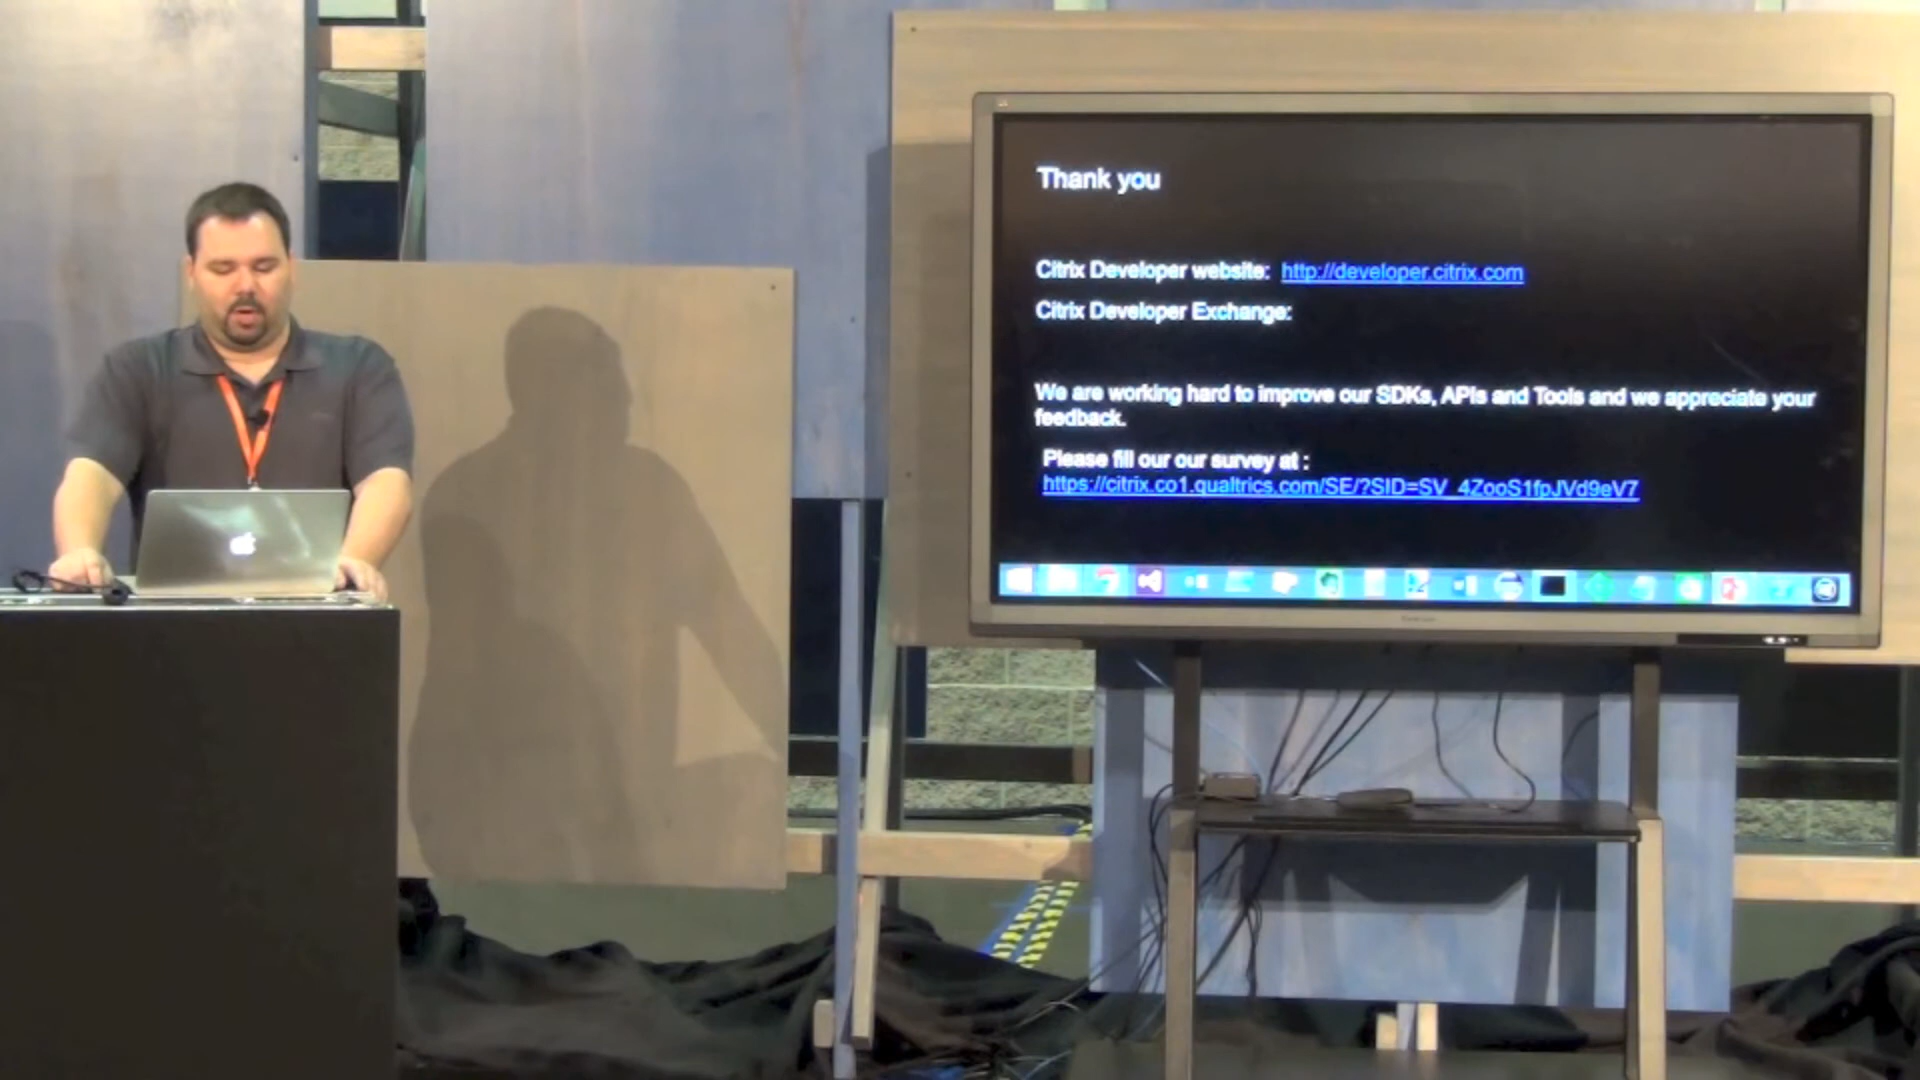 Thank you
Citrix Developer website: http://developer.citrix.com
Citrix Developer Exchange:
We are working hard to improve our SDKs, APIs and Tools and we appreciate your
feedback.
Please fill our our survey at :
https://citrix.co1.qualtrics.com/SE/?SID=SV_4ZooS1fpJVd9eV7